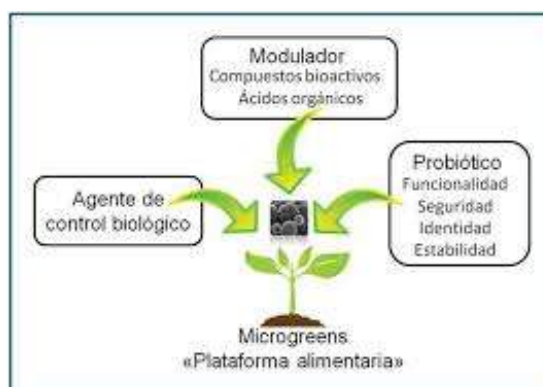 Modulador
Compuestos bioactivos
Ácidos orgánicos
Agente de
control biológico
Probiótico
Funcionalidad
Seguridad
Identidad
Estabilidad
Microgreens
«Plataforma alimentaria»